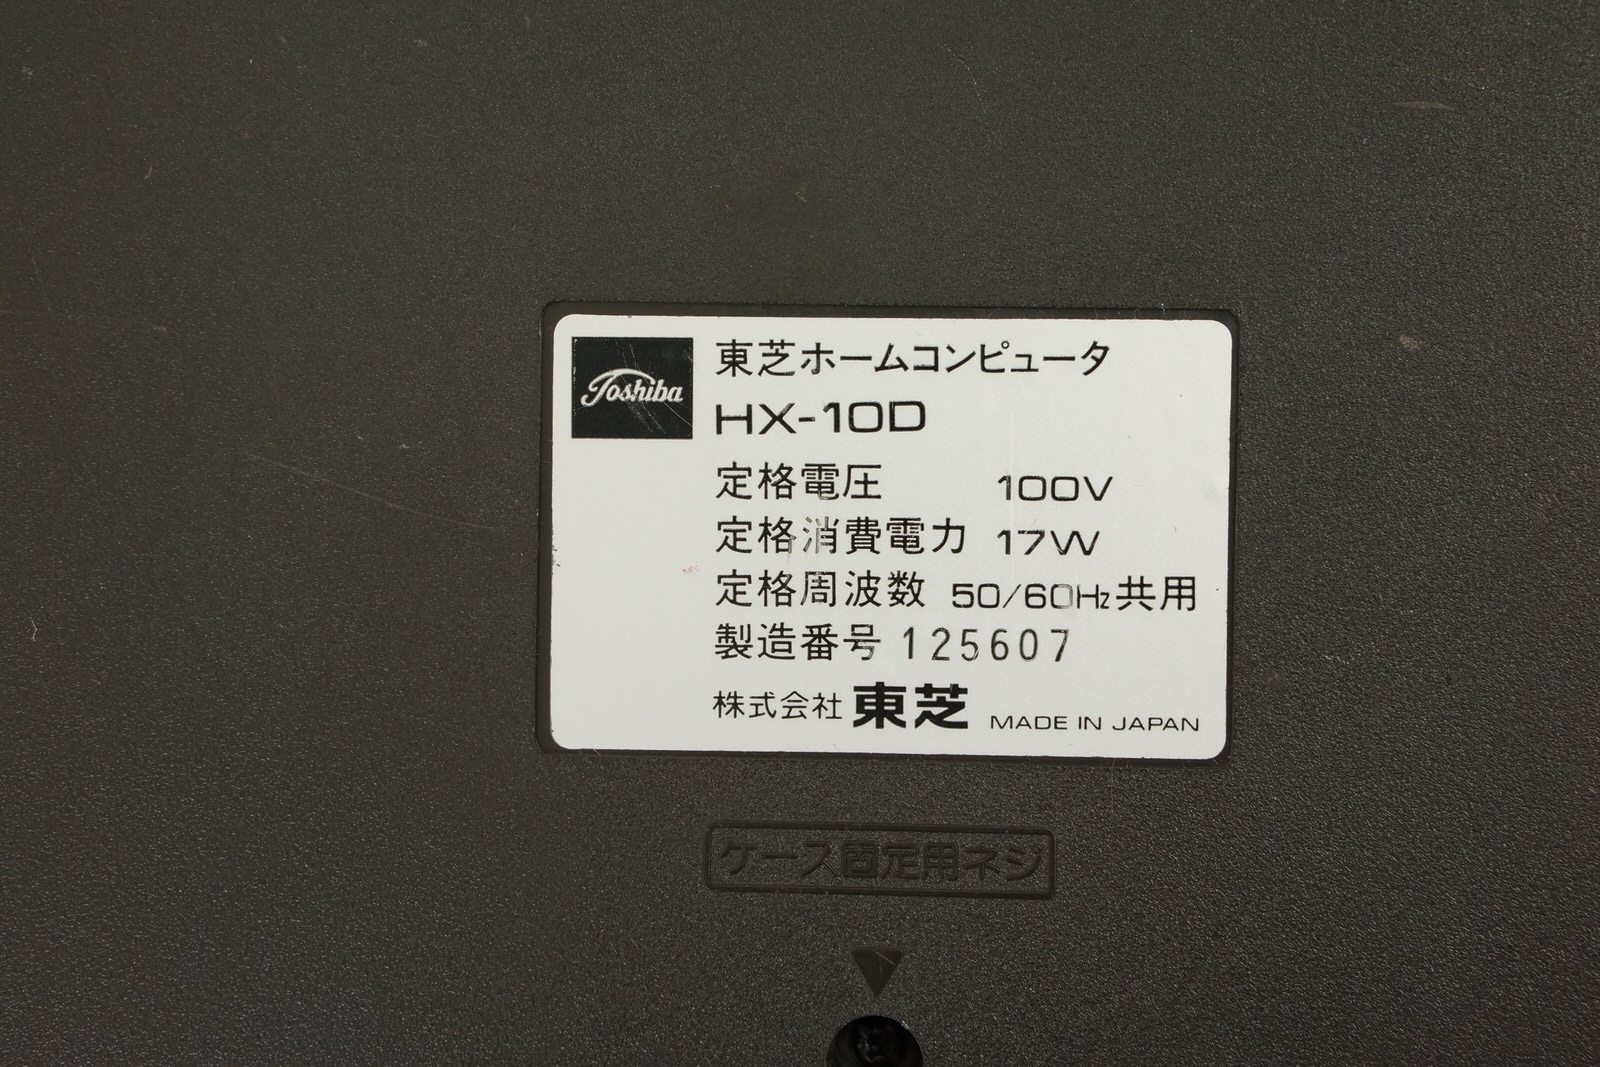 Toshiba
東芝ホームコンピュータ
HX-10D
定格電圧 100V
定格消費電力 17W
定格周波数 50/60Hz共用
製造番号 125607
株式会社 東芝 MADE IN JAPAN
ケース固定用ネジ